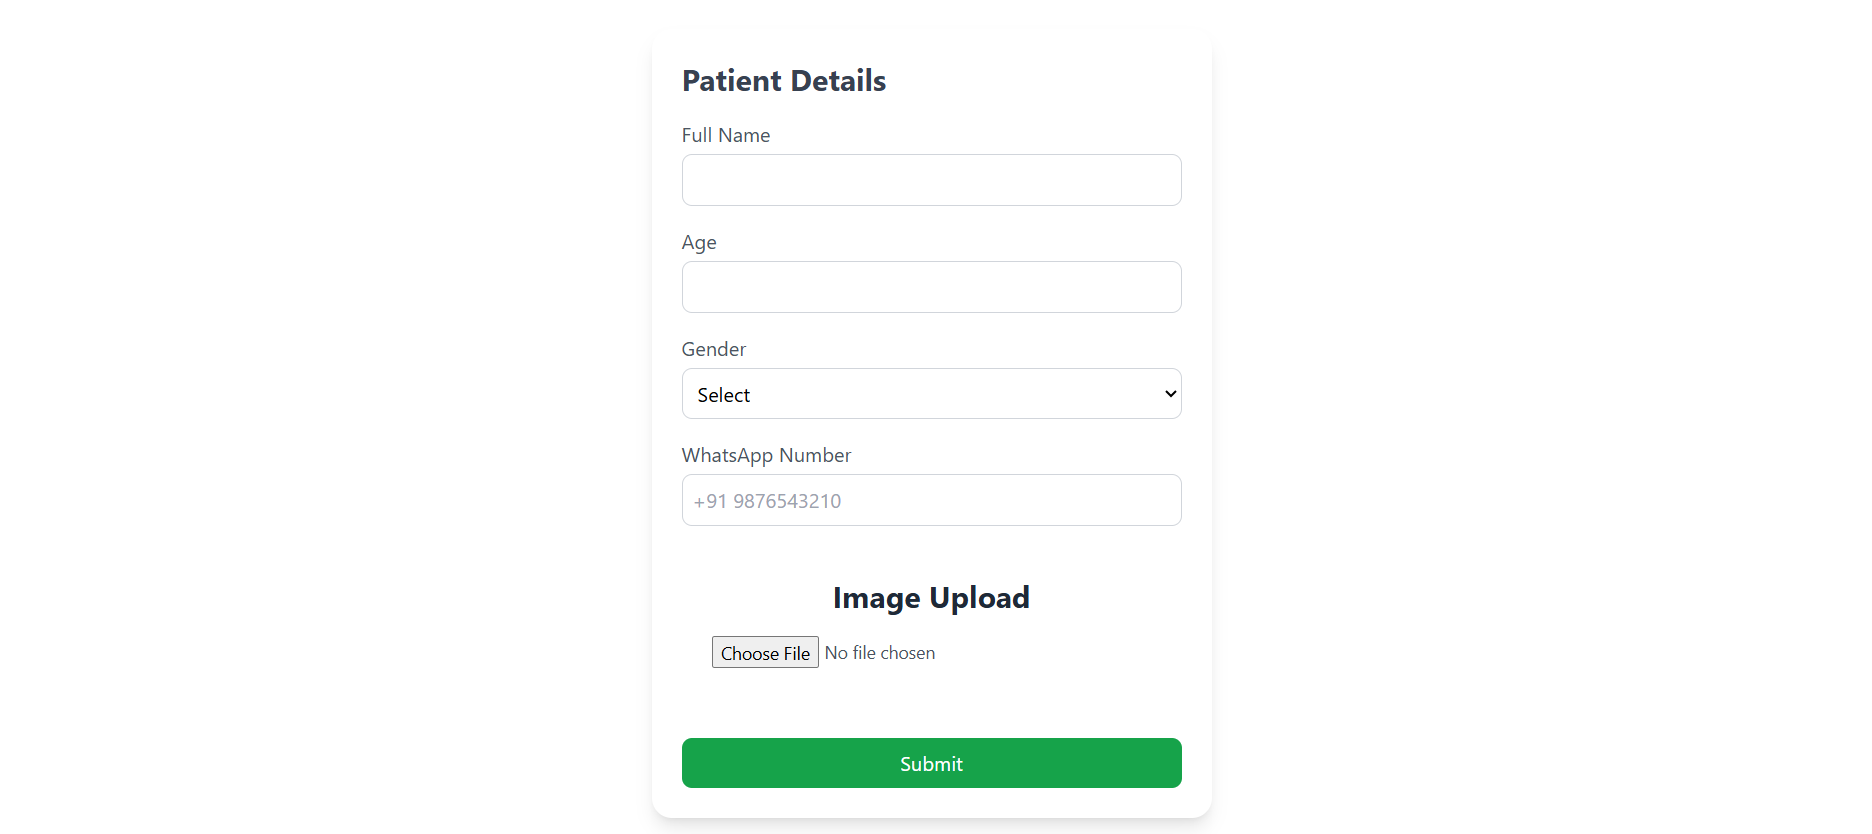 Patient Details
Full Name
Age
Gender
Select
WhatsApp Number
+91 9876543210
Image Upload
Choose File No file chosen
Submit